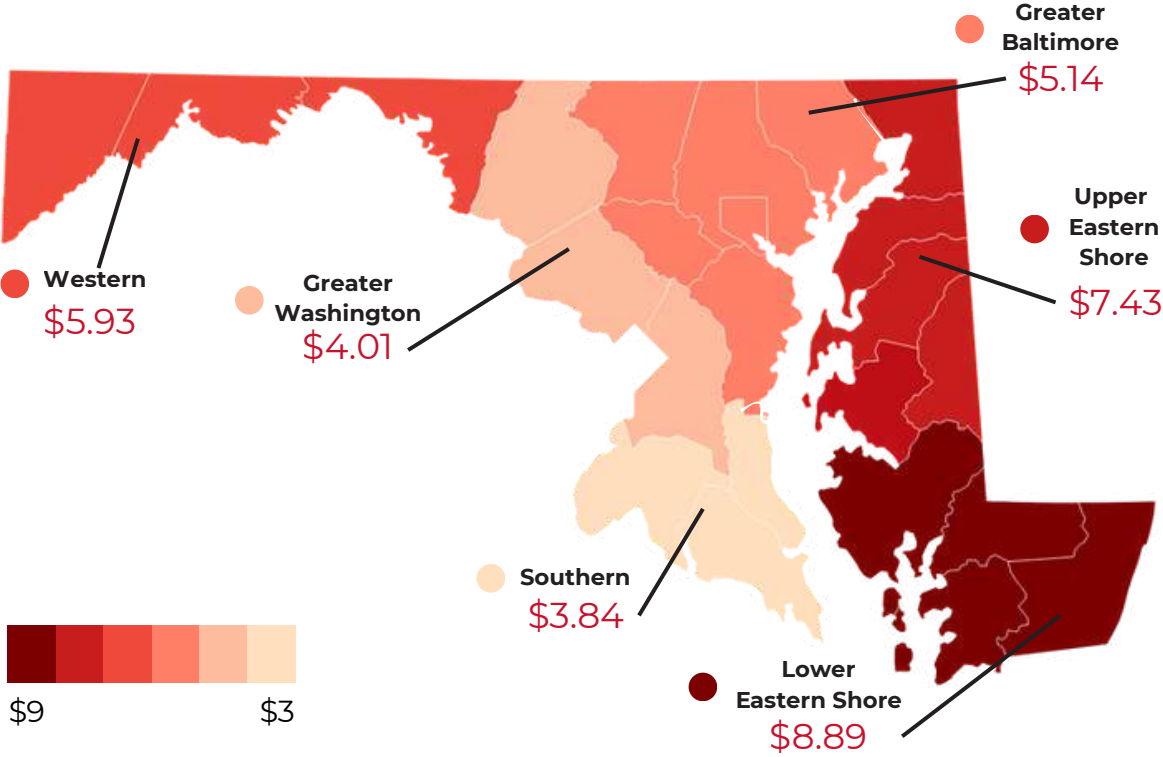 Greater
Baltimore
$5.14
Upper
Eastern
Shore
$7.43
Western
$5.93
Greater
Washington
$4.01
Southern
$3.84
Lower
Eastern Shore
$8.89
$9
$3